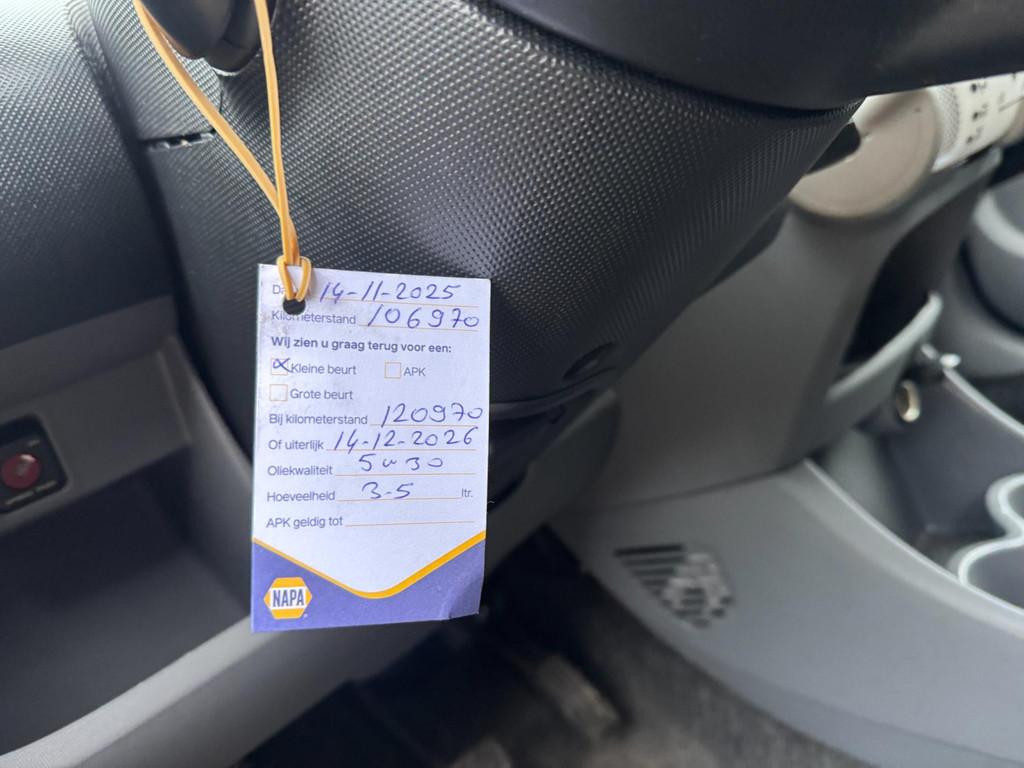 14-11-2025
Kilometerstand 106970
Wij zien u graag terug voor een:
Kleine beurt APK
Grote beurt
Bij kilometerstand 120970
Of uiterlijk 14-12-2026
Oliekwaliteit 5w30
Hoeveelheid 3-5 ltr.
APK geldig tot
NAPA